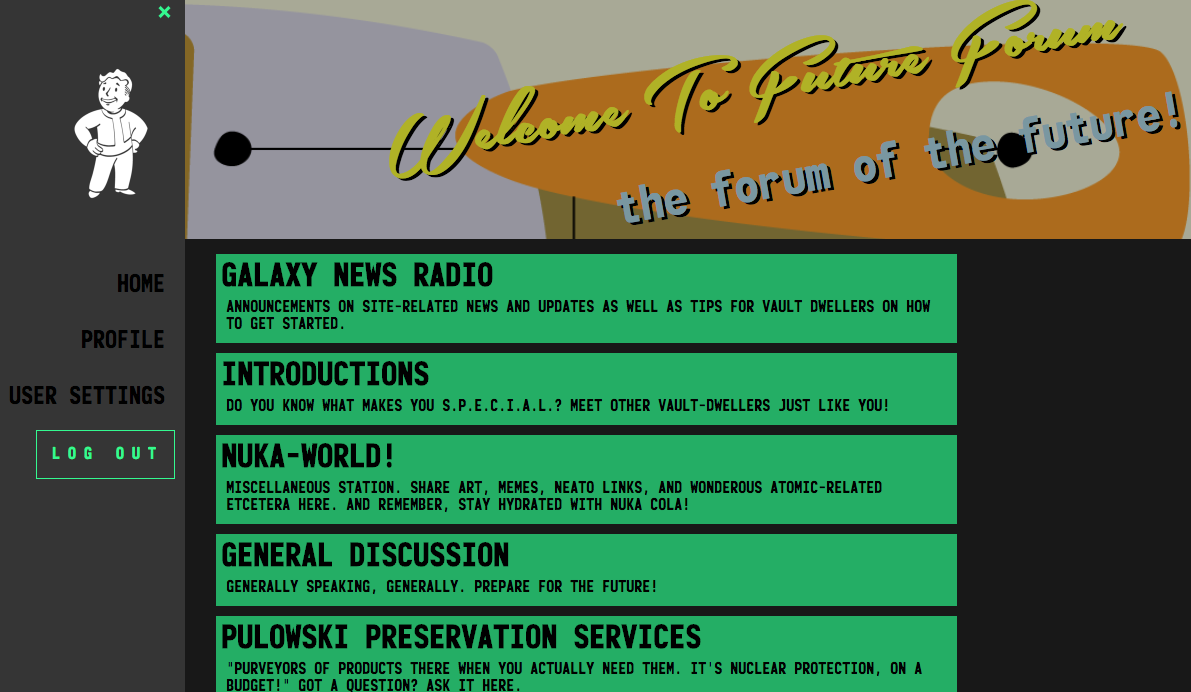 ×
HOME
PROFILE
USER SETTINGS
LOG OUT
Welcome To Future Forum
the forum of the future!
GALAXY NEWS RADIO
ANNOUNCEMENTS ON SITE-RELATED NEWS AND UPDATES AS WELL AS TIPS FOR VAULT DWELLERS ON HOW
TO GET STARTED.
INTRODUCTIONS
DO YOU KNOW WHAT MAKES YOU S.P.E.C.I.A.L.? MEET OTHER VAULT-DWELLERS JUST LIKE YOU!
NUKA-WORLD!
MISCELLANEOUS STATION. SHARE ART, MEMES, NEATO LINKS, AND WONDEROUS ATOMIC-RELATED
ETCETERA HERE. AND REMEMBER, STAY HYDRATED WITH NUKA COLA!
GENERAL DISCUSSION
GENERALLY SPEAKING, GENERALLY. PREPARE FOR THE FUTURE!
PULOWSKI PRESERVATION SERVICES
"PURVEYORS OF PRODUCTS THERE WHEN YOU ACTUALLY NEED THEM. IT'S NUCLEAR PROTECTION, ON A
BUDGET!" GOT A QUESTION? ASK IT HERE.